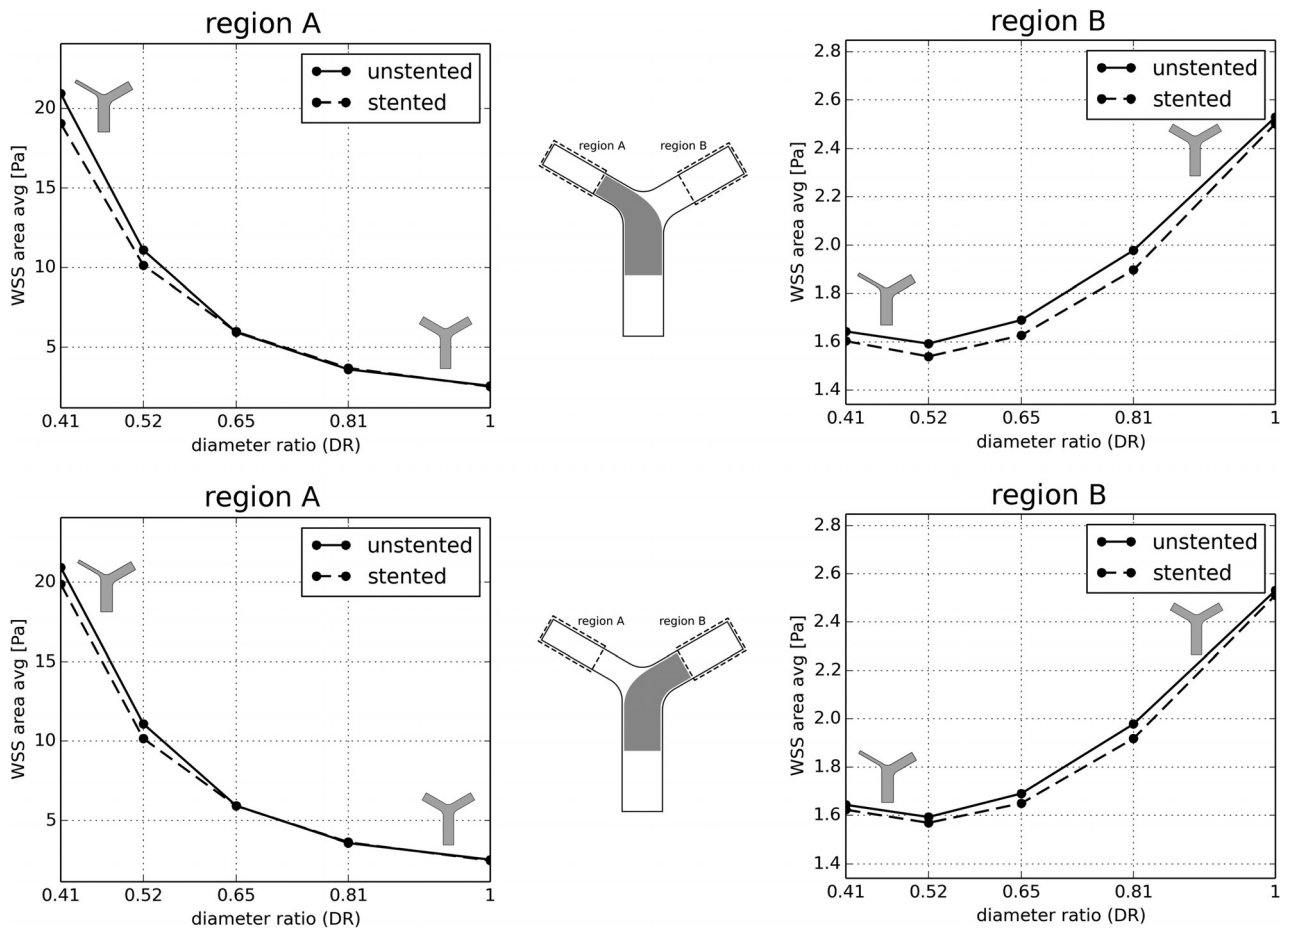 region A
WSS area avg [Pa]
20
15
10
5
unstented
stented
0.41 0.52 0.65 0.81 1
diameter ratio (DR)
region A region B
region B
WSS area avg [Pa]
2.8
2.6
2.4
2.2
2.0
1.8
1.6
1.4
unstented
stented
0.41 0.52 0.65 0.81 1
diameter ratio (DR)
region A
WSS area avg [Pa]
20
15
10
5
unstented
stented
0.41 0.52 0.65 0.81 1
diameter ratio (DR)
region A region B
region B
WSS area avg [Pa]
2.8
2.6
2.4
2.2
2.0
1.8
1.6
1.4
unstented
stented
0.41 0.52 0.65 0.81 1
diameter ratio (DR)